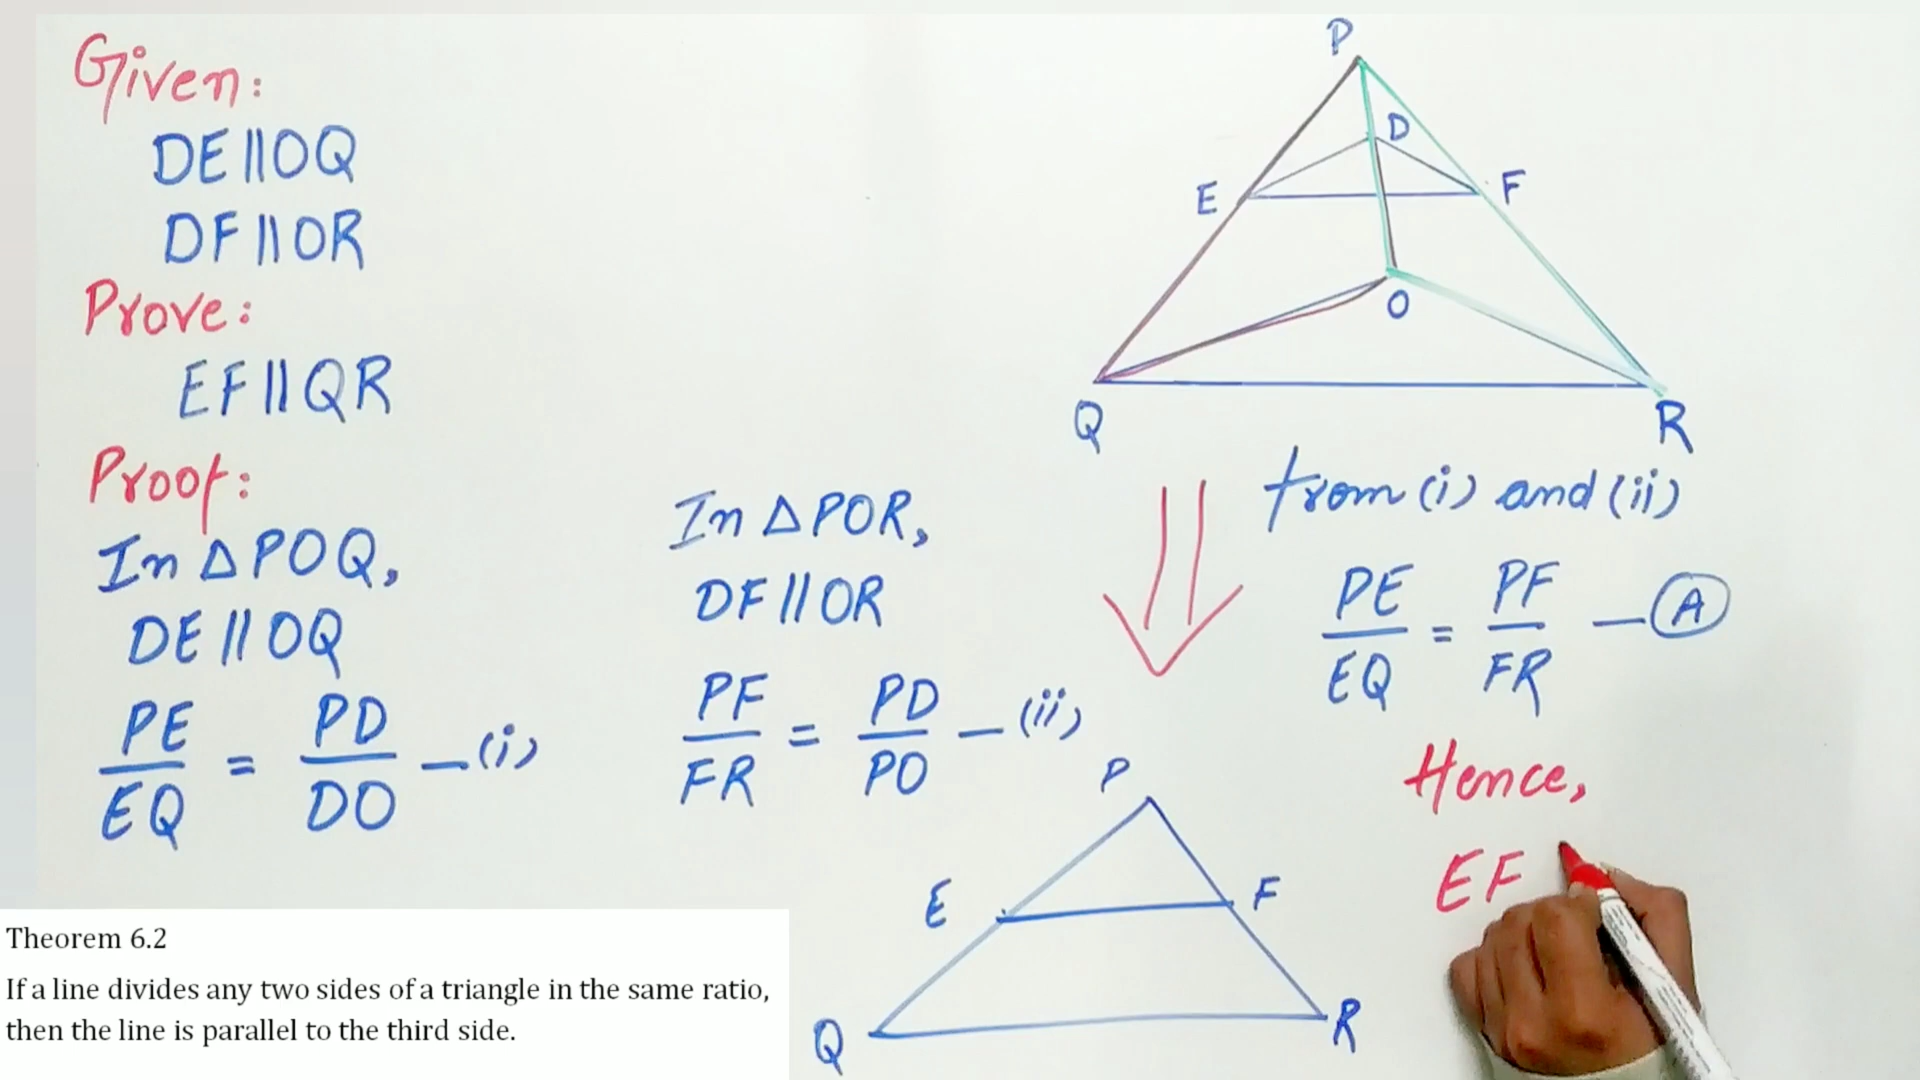 Given:
DE||OQ
DF||OR
Prove:
EF||QR
Proof:
In △POQ,
DE||OQ
PE/EQ = PD/DO —(i)
In △POR,
DF||OR
PF/FR = PD/PO —(ii)
P
D
E
F
O
Q
R
from (i) and (ii)
PE/EQ = PF/FR —Ⓐ
P
E
F
Q
R
Hence,
EF
Theorem 6.2
If a line divides any two sides of a triangle in the same ratio,
then the line is parallel to the third side.